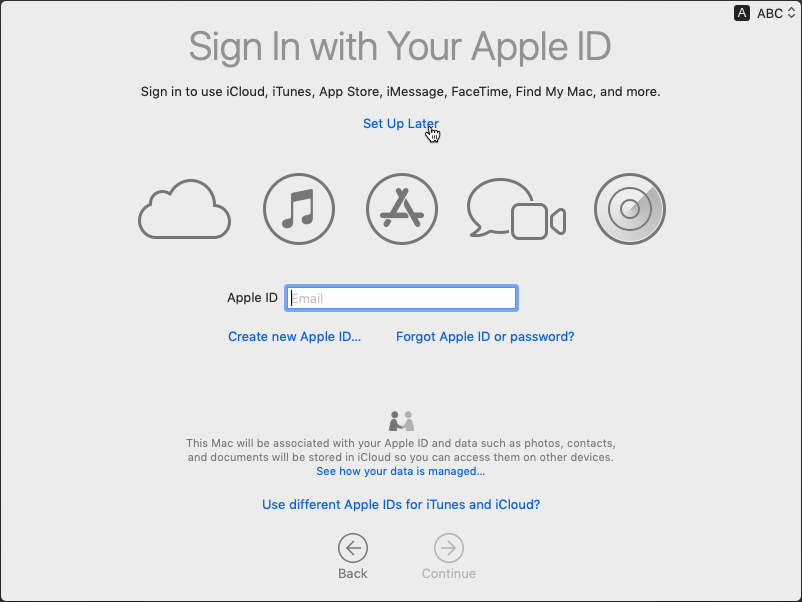 A ABC
Sign In with Your Apple ID
Sign in to use iCloud, iTunes, App Store, iMessage, FaceTime, Find My Mac, and more.
Set Up Later
Apple ID Email
Create new Apple ID... Forgot Apple ID or password?
This Mac will be associated with your Apple ID and data such as photos, contacts,
and documents will be stored in iCloud so you can access them on other devices.
See how your data is managed...
Use different Apple IDs for iTunes and iCloud?
Back Continue